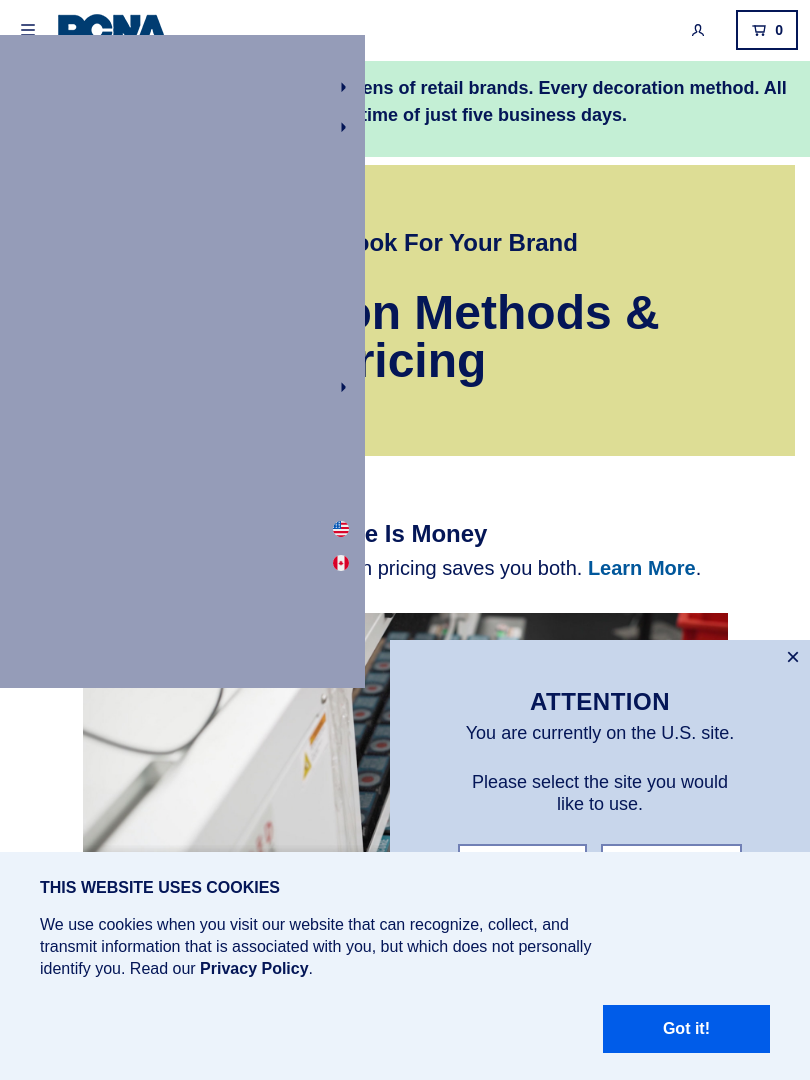 PCNA
0
of retail brands. Every decoration method. All
time of just five business days.
For Your Brand
Methods &
Is Money
pricing saves you both. Learn More.
×
ATTENTION
You are currently on the U.S. site.
Please select the site you would
like to use.
THIS WEBSITE USES COOKIES
We use cookies when you visit our website that can recognize, collect, and
transmit information that is associated with you, but which does not personally
identify you. Read our Privacy Policy.
Got it!